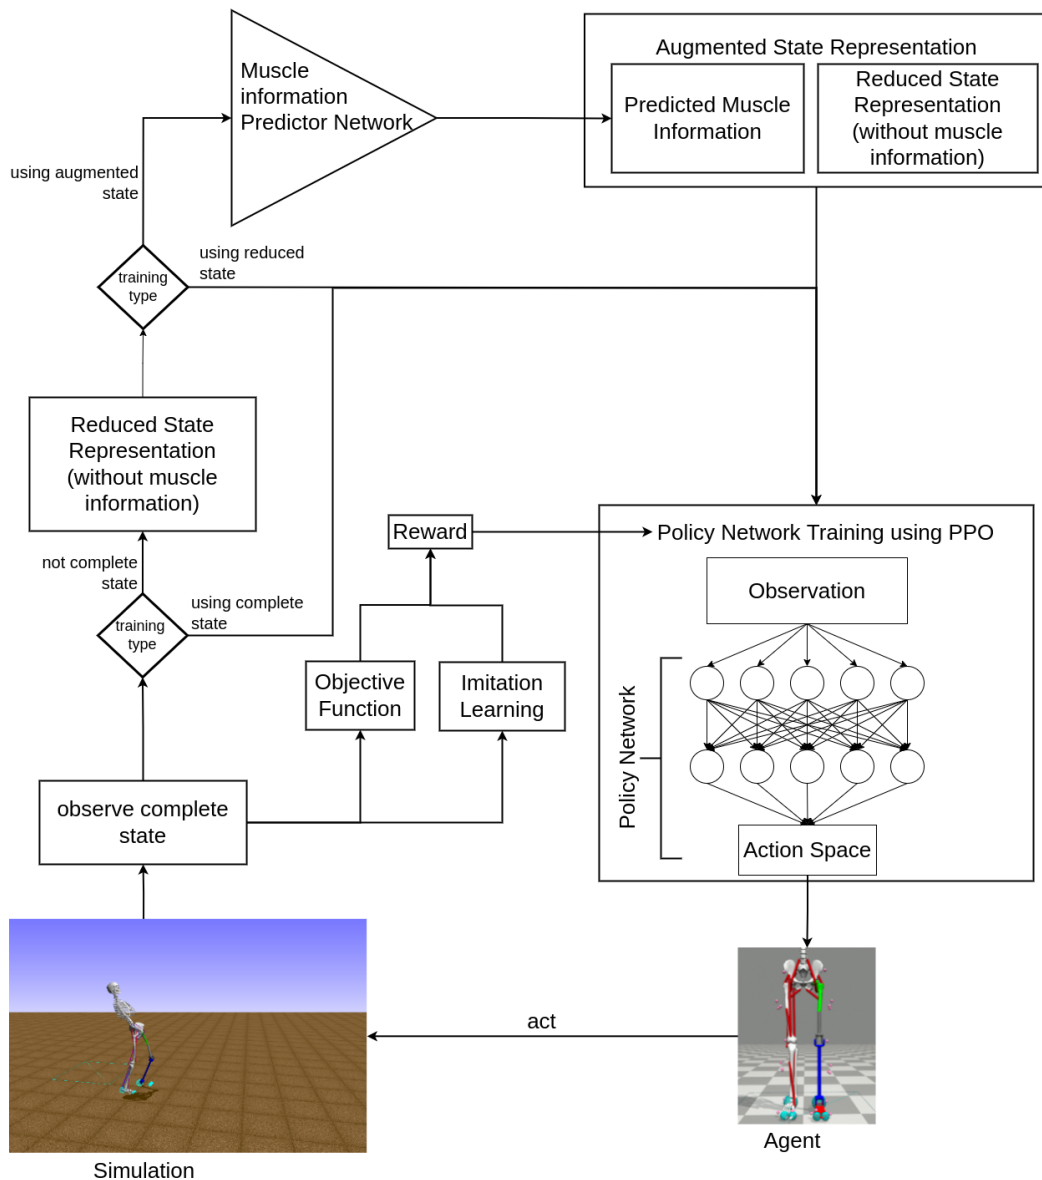 Muscle
information
Predictor Network
Augmented State Representation
Predicted Muscle
Information
Reduced State
Representation
(without muscle
information)
using augmented
state
training
type
using reduced
state
Reduced State
Representation
(without muscle
information)
not complete
state
training
type
using complete
state
Reward
Objective
Function
Imitation
Learning
observe complete
state
Policy Network Training using PPO
Observation
Policy Network
Action Space
act
Simulation
Agent